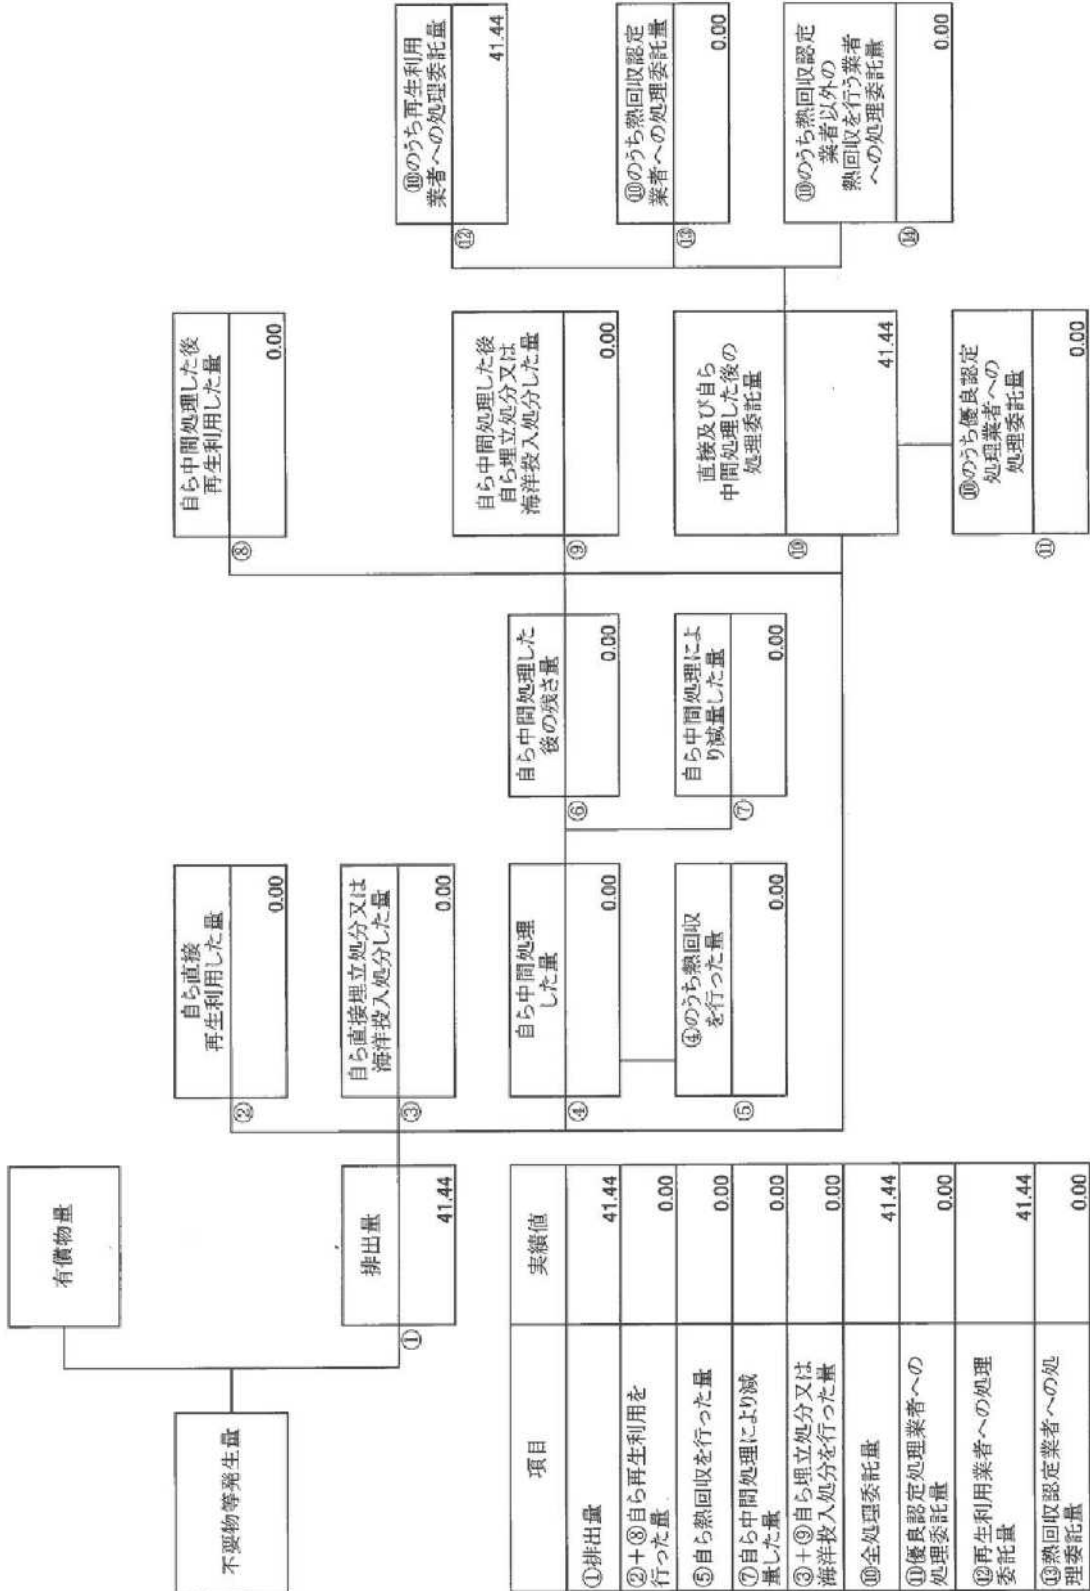 不要物等発生量
有償物量
排出量
①
41.44
自ら直接
再生利用した量
②
0.00
自ら直接埋立処分又は
海洋投入処分した量
③
0.00
自ら中間処理
した量
④
0.00
④のうち熱回収
を行った量
⑤
0.00
自ら中間処理した
後の残さ量
⑥
0.00
自ら中間処理によ
り減量した量
⑦
0.00
自ら中間処理した後
再生利用した量
⑧
0.00
自ら中間処理した後
自ら埋立処分又は
海洋投入処分した量
⑨
0.00
直接及び自ら
中間処理した後の
処理委託量
⑩
41.44
⑩のうち優良認定
処理業者への
処理委託量
⑪
0.00
⑩のうち再生利用
業者への処理委託量
⑫
41.44
⑩のうち熱回収認定
業者への処理委託量
⑬
0.00
⑩のうち熱回収認定
業者以外の
熱回収を行う業者
への処理委託量
⑭
0.00
項目 実績値
①排出量 41.44
②+⑧自ら再生利用を
行った量 0.00
⑤自ら熱回収を行った量 0.00
⑦自ら中間処理により減
量した量 0.00
③+⑨自ら埋立処分又は
海洋投入処分を行った量 0.00
⑩全処理委託量 41.44
⑪優良認定処理業者への
処理委託量 0.00
⑫再生利用業者への処理
委託量 41.44
⑬熱回収認定業者への処
理委託量 0.00